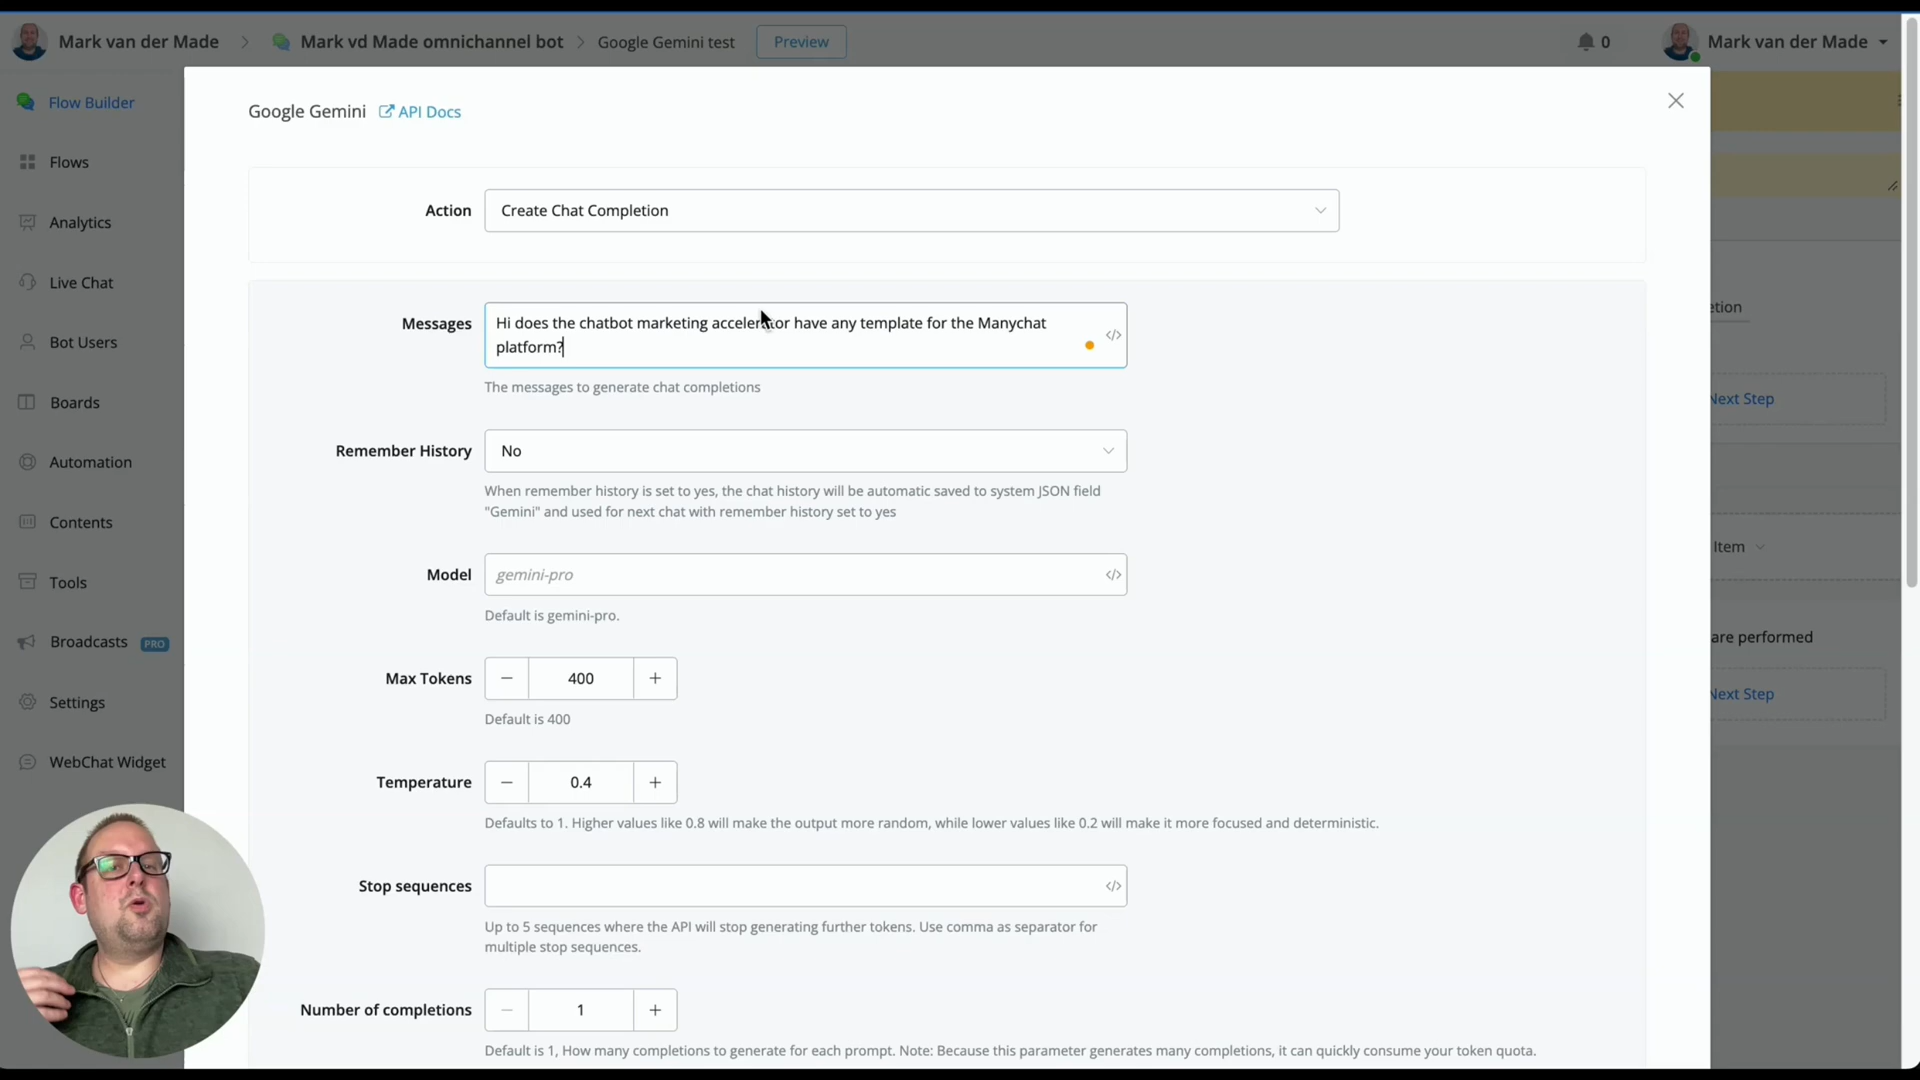 Mark van der Made > Mark vd Made omnichannel bot > Google Gemini test Preview 0 Mark van der Made
Flow Builder
Flows
Analytics
Live Chat
Bot Users
Boards
Automation
Contents
Tools
Broadcasts PRO
Settings
WebChat Widget
Google Gemini API Docs
Action Create Chat Completion
Messages Hi does the chatbot marketing accelerator have any template for the Manychat
platform?
</>
The messages to generate chat completions
Remember History No
When remember history is set to yes, the chat history will be automatic saved to system JSON field
"Gemini" and used for next chat with remember history set to yes
Model gemini-pro </>
Default is gemini-pro.
Max Tokens − 400 +
Default is 400
Temperature − 0.4 +
Defaults to 1. Higher values like 0.8 will make the output more random, while lower values like 0.2 will make it more focused and deterministic.
Stop sequences </>
Up to 5 sequences where the API will stop generating further tokens. Use comma as separator for
multiple stop sequences.
Number of completions − 1 +
Default is 1, How many completions to generate for each prompt. Note: Because this parameter generates many completions, it can quickly consume your token quota.
etion
Next Step
Item
are performed
Next Step